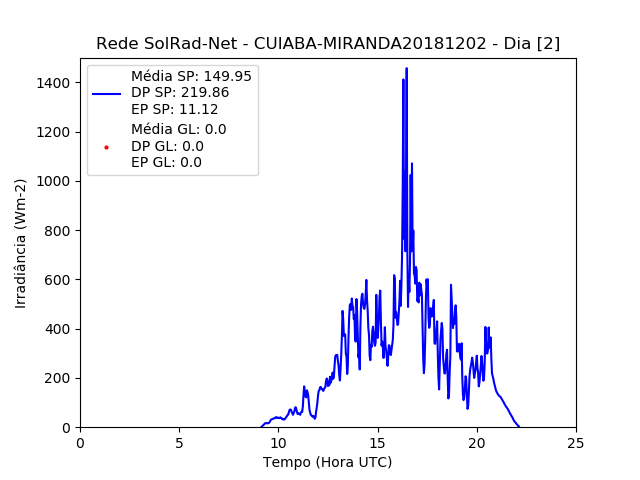 Rede SolRad-Net - CUIABA-MIRANDA20181202 - Dia [2]
Média SP: 149.95
DP SP: 219.86
EP SP: 11.12
Média GL: 0.0
DP GL: 0.0
EP GL: 0.0
1400
1200
1000
800
600
400
200
0
Irradiância (Wm-2)
0 5 10 15 20 25
Tempo (Hora UTC)